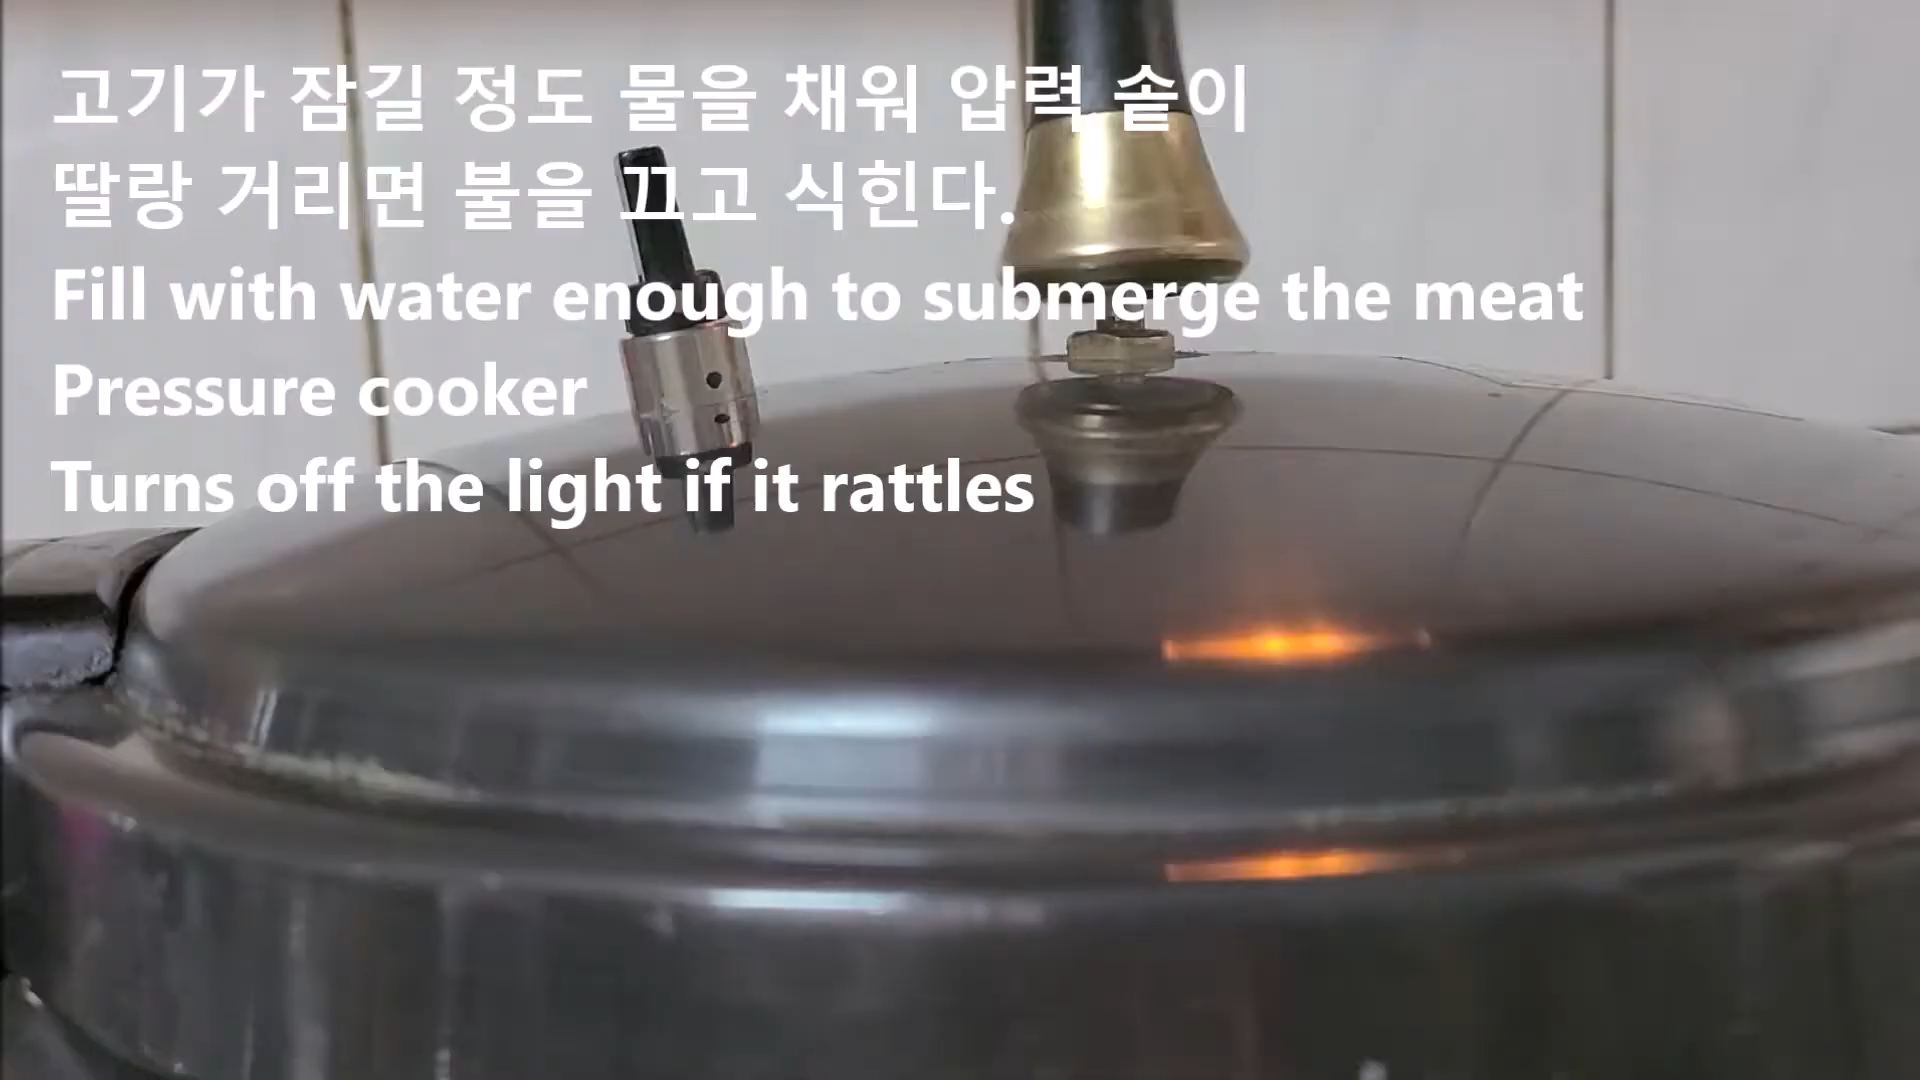 고기가 잠길 정도 물을 채워 압력 솥이
딸랑 거리면 불을 끄고 식힌다.
Fill with water enough to submerge the meat
Pressure cooker
Turns off the light if it rattles